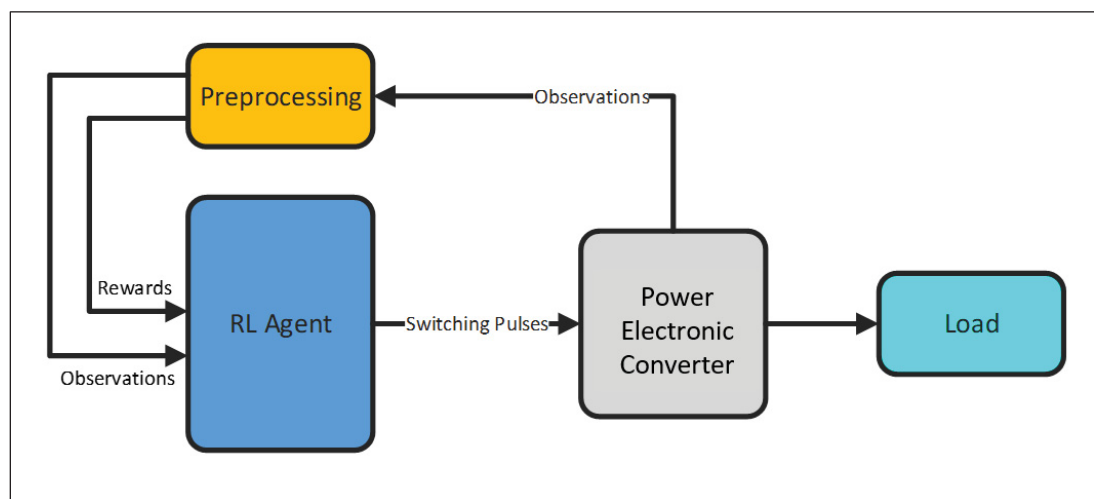 Preprocessing
Observations
Rewards
RL Agent
Switching Pulses
Observations
Power
Electronic
Converter
Load